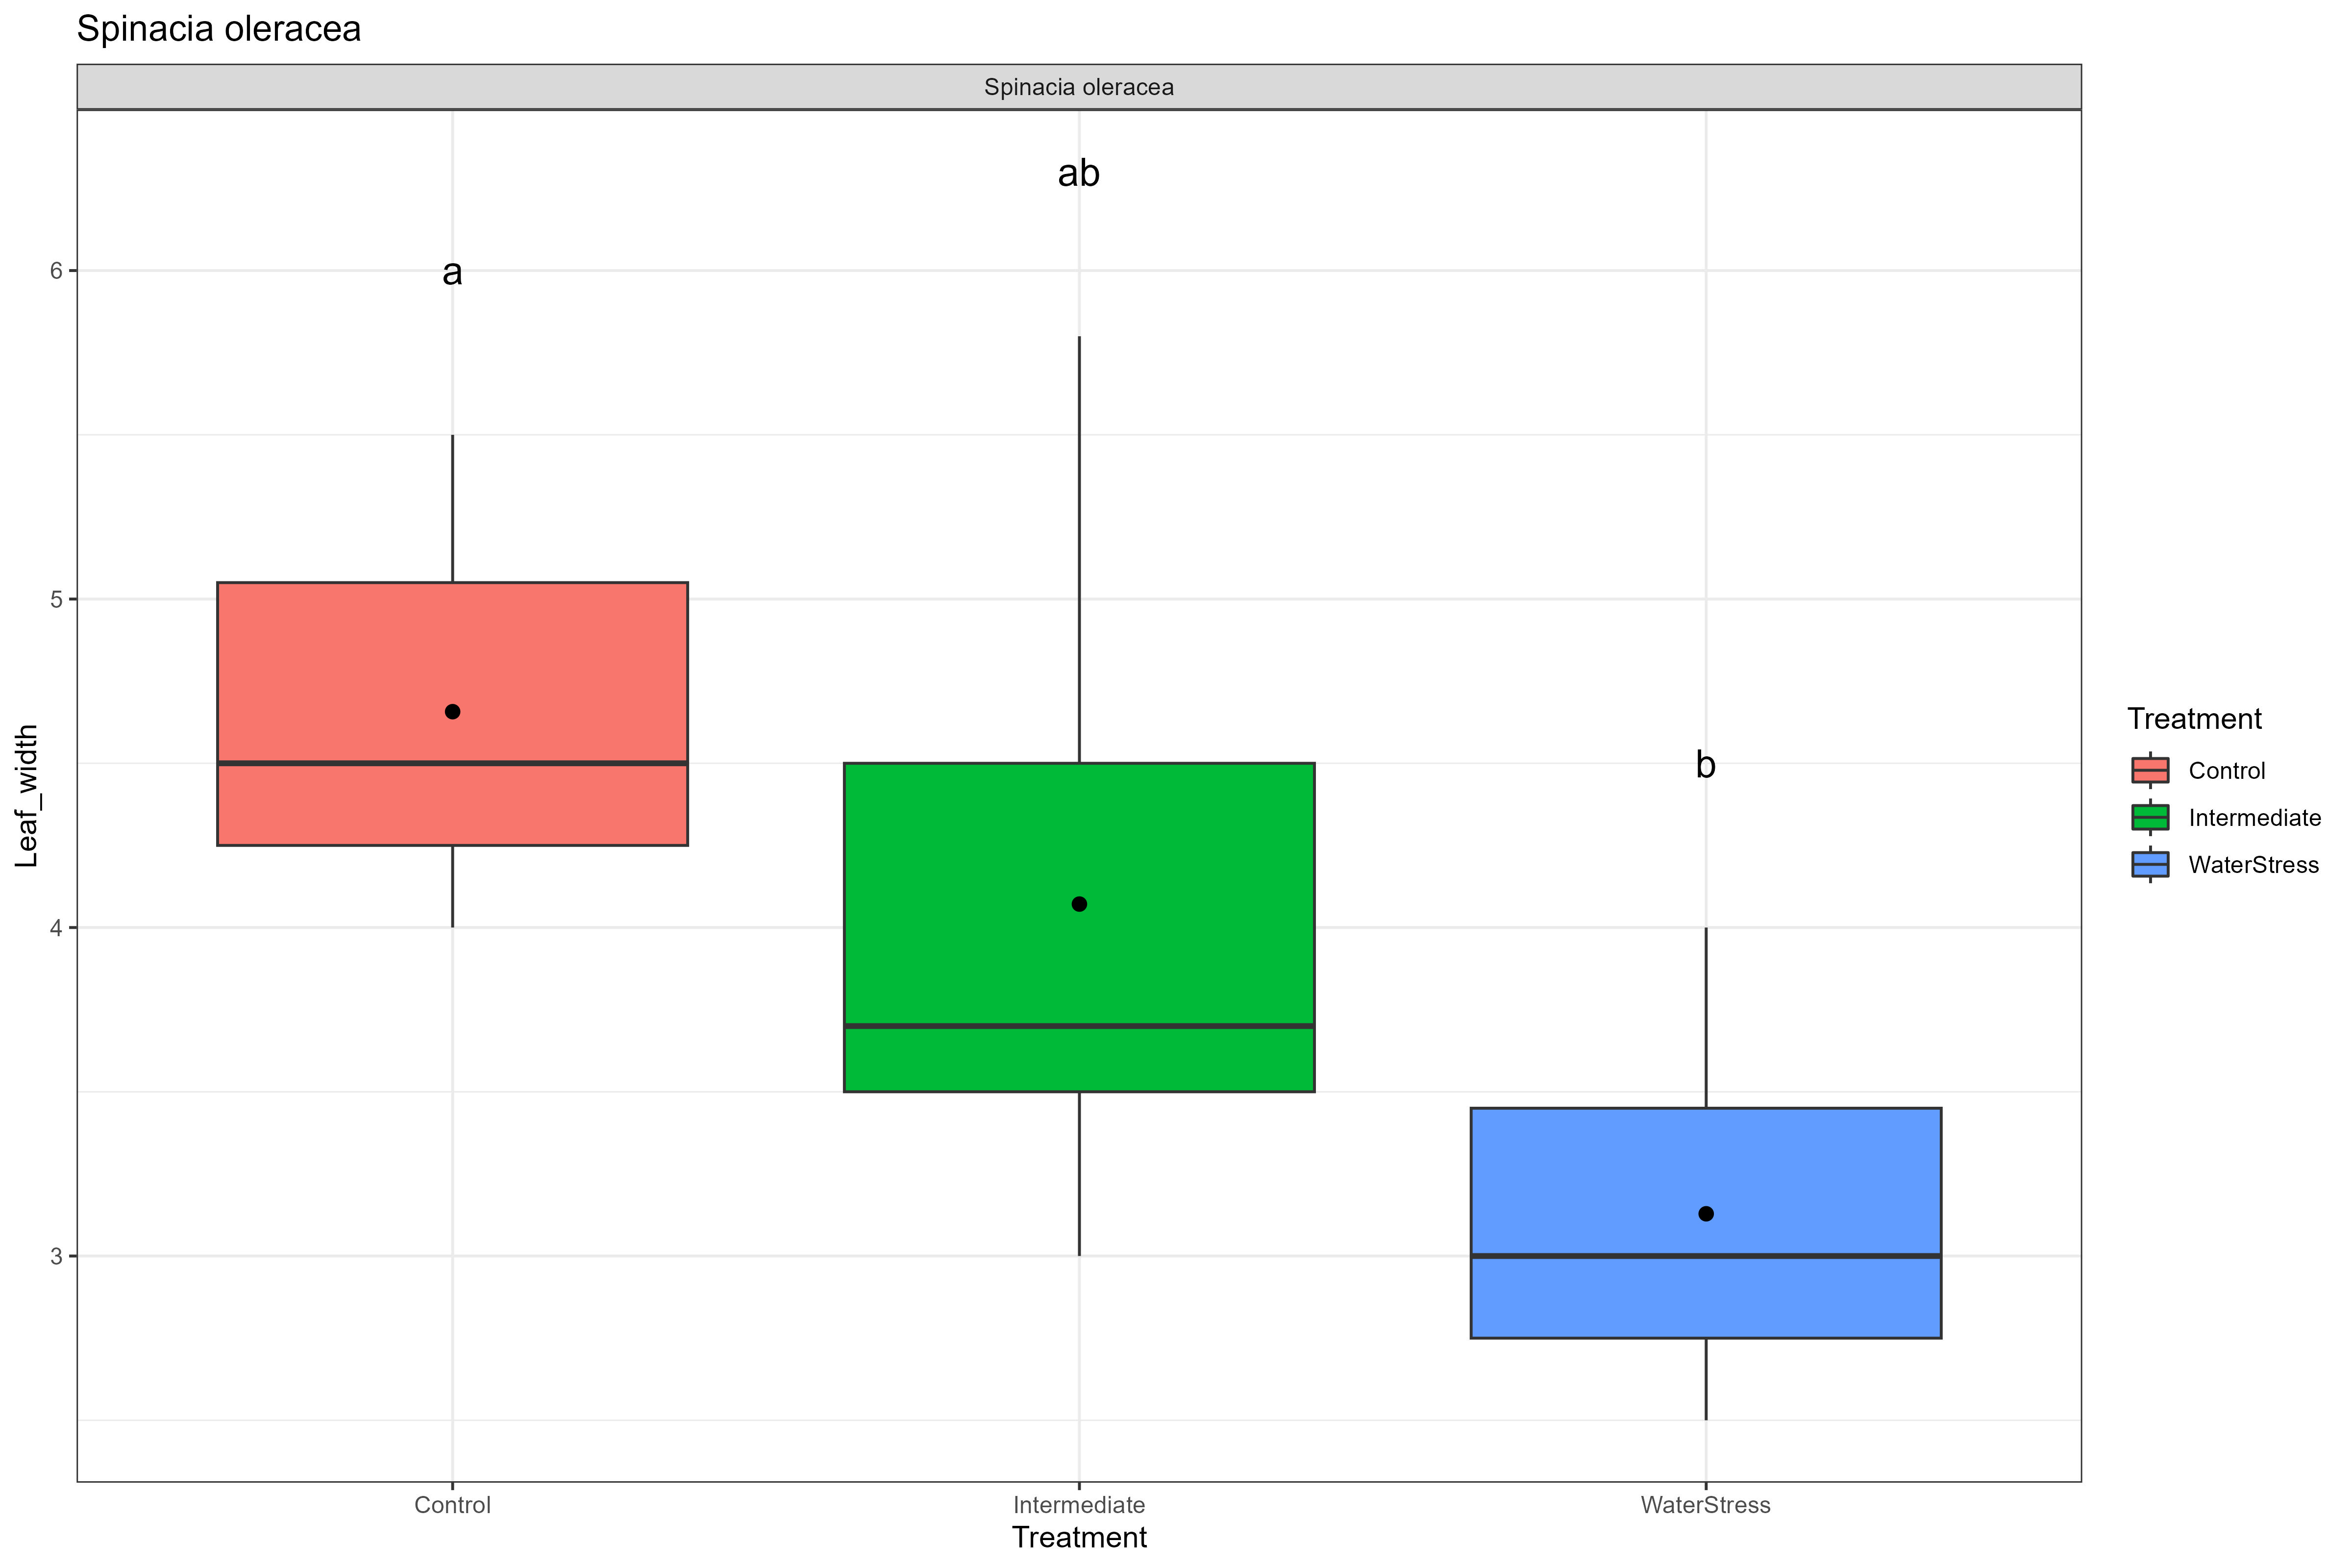 Spinacia oleracea
Spinacia oleracea
ab
a
b
6
5
4
3
Leaf_width
Control
Intermediate
WaterStress
Treatment
Treatment
Control
Intermediate
WaterStress